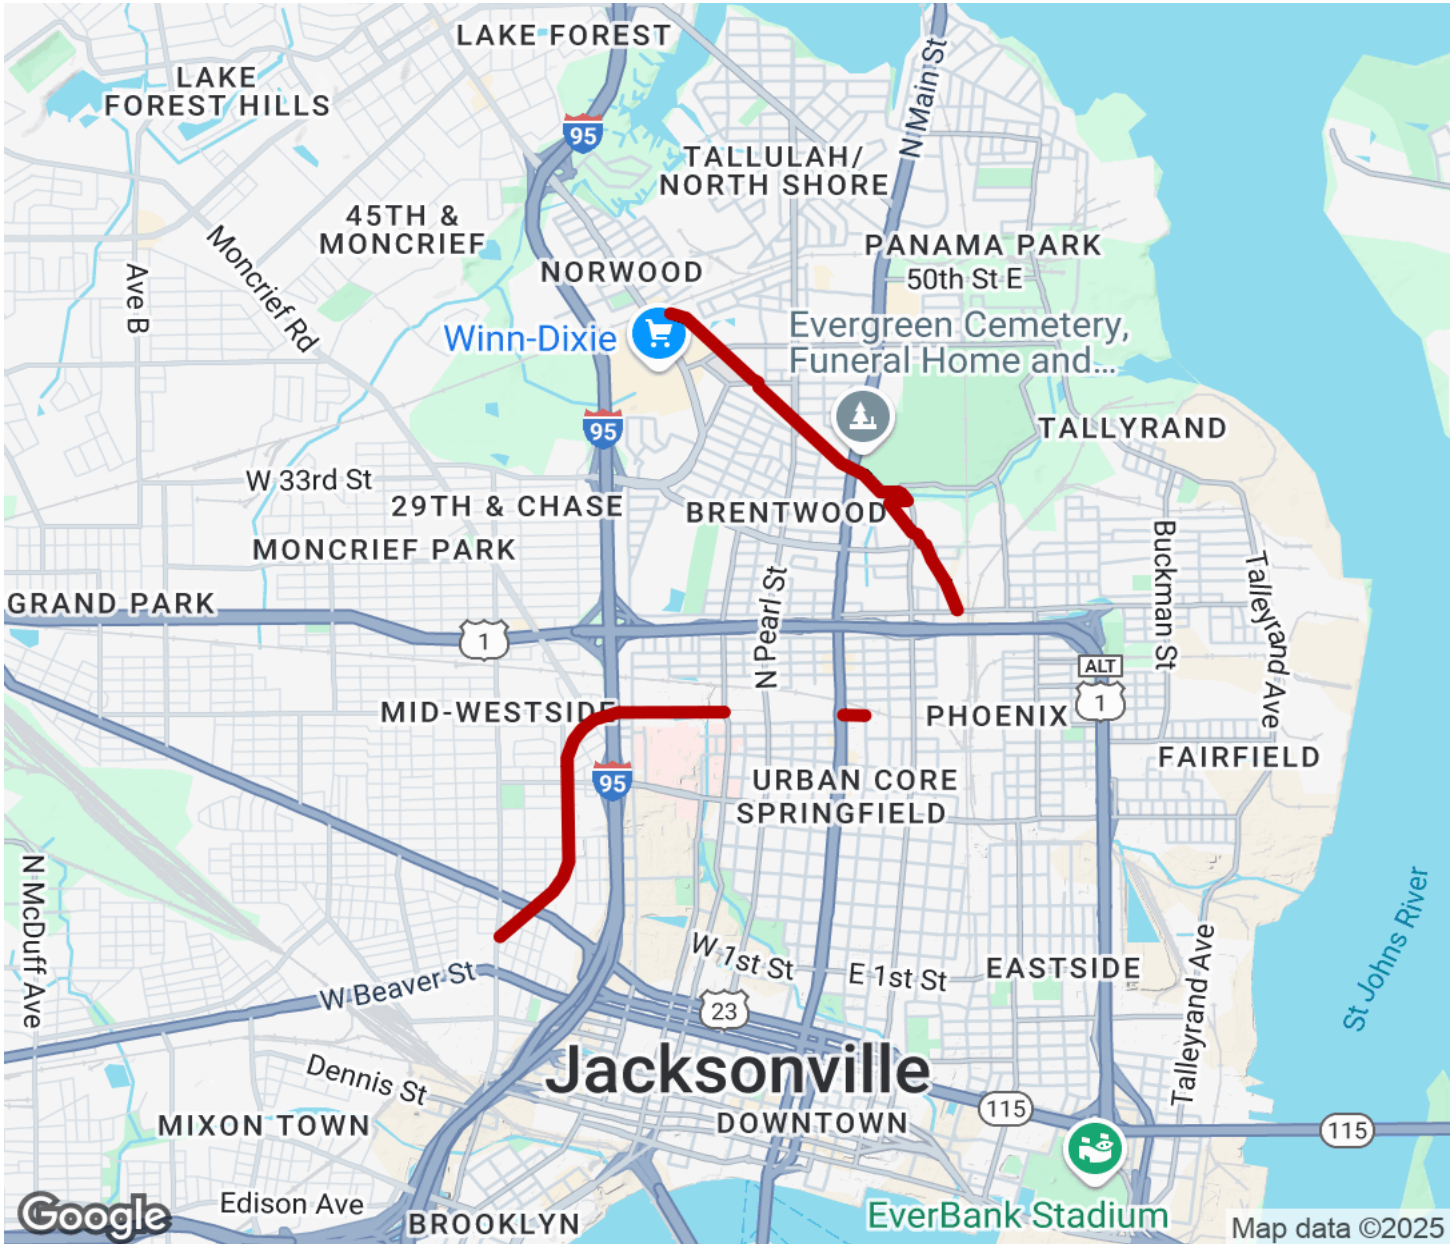 LAKE FOREST
LAKE
FOREST HILLS
95
N Main St
TALLULAH/
NORTH SHORE
45TH &
MONCRIEF
Moncrief Rd
Ave B
NORWOOD
PANAMA PARK
50th St E
Winn-Dixie
Evergreen Cemetery,
Funeral Home and...
95
TALLYRAND
W 33rd St
29TH & CHASE
BRENTWOOD
MONCRIEF PARK
Buckman St
Talleyrand Ave
GRAND PARK
1
N Pearl St
ALT
1
MID-WESTSIDE
PHOENIX
FAIRFIELD
95
URBAN CORE
SPRINGFIELD
N McDuff Ave
W 1st St
E 1st St
EASTSIDE
W Beaver St
23
Talleyrand Ave
St Johns River
Jacksonville
Dennis St
DOWNTOWN
115
115
MIXON TOWN
Edison Ave
BROOKLYN
EverBank Stadium
Google
Map data ©2025